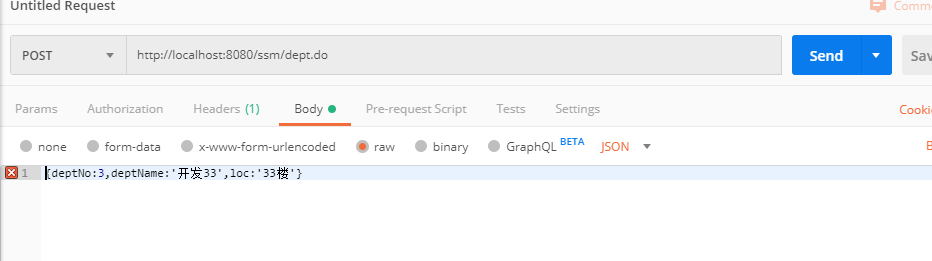 Untitled Request
Comme
POST http://localhost:8080/ssm/dept.do Send Sav
Params Authorization Headers (1) Body Pre-request Script Tests Settings Cookie
none form-data x-www-form-urlencoded raw binary GraphQL BETA JSON B
1 {deptNo:3,deptName:'开发33',loc:'33楼'}